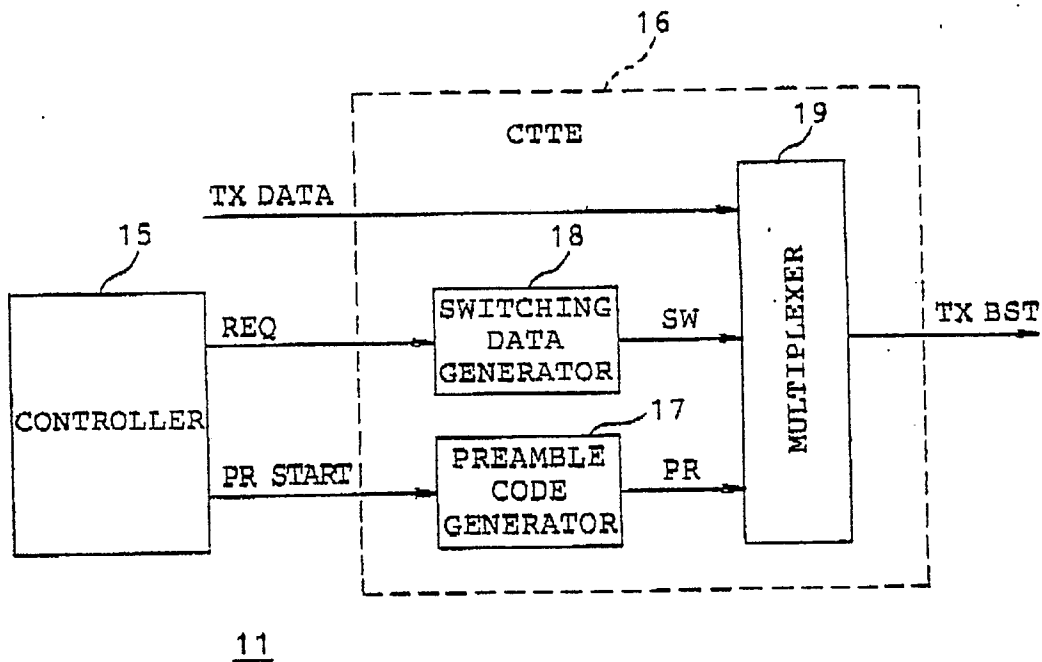 16
CTTE
19
TX DATA
15
18
SWITCHING
DATA
GENERATOR
REQ
SW
TX BST
MULTIPLEXER
CONTROLLER
17
PREAMBLE
CODE
GENERATOR
PR START
PR
11